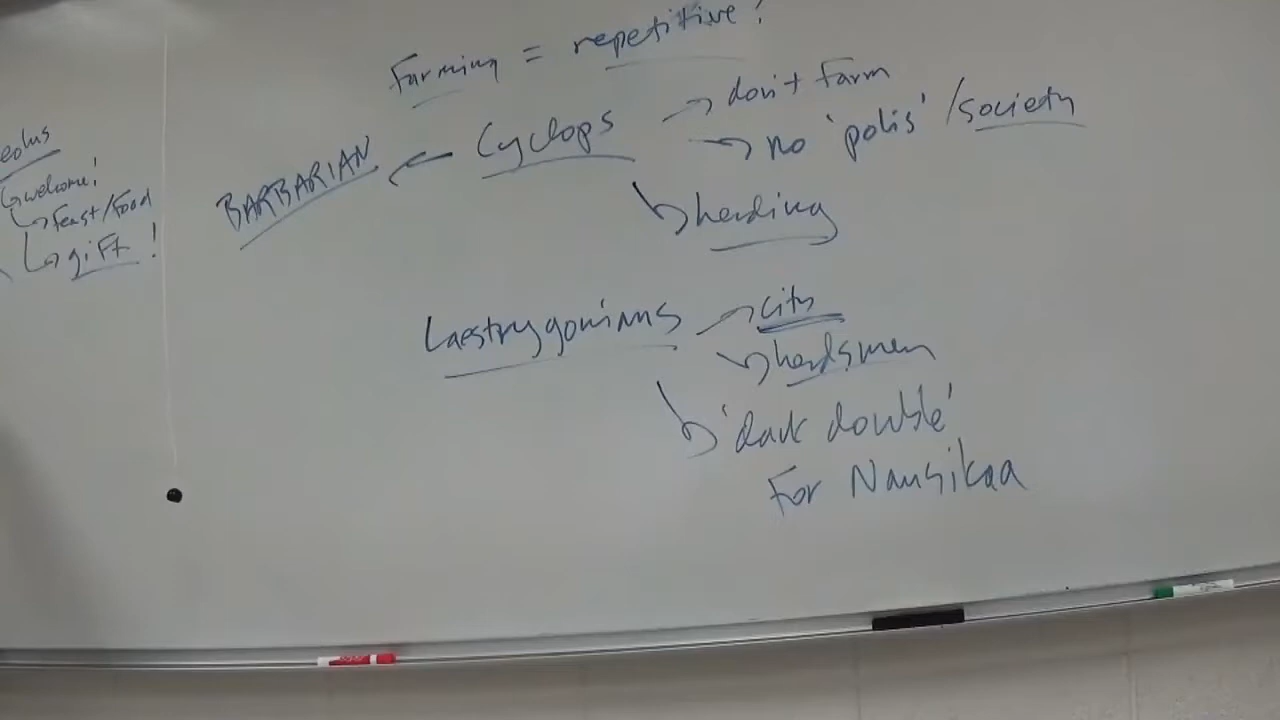 Farming = repetitive!
eolus
↳ welcome!
↳ feast/food
↳ gift!
BARBARIAN ← Cyclops → don't farm
→ no 'polis' / society
↳ herding
Laestrygonians → city
↳ herdsmen
↳ 'dark double'
For Nausikaa